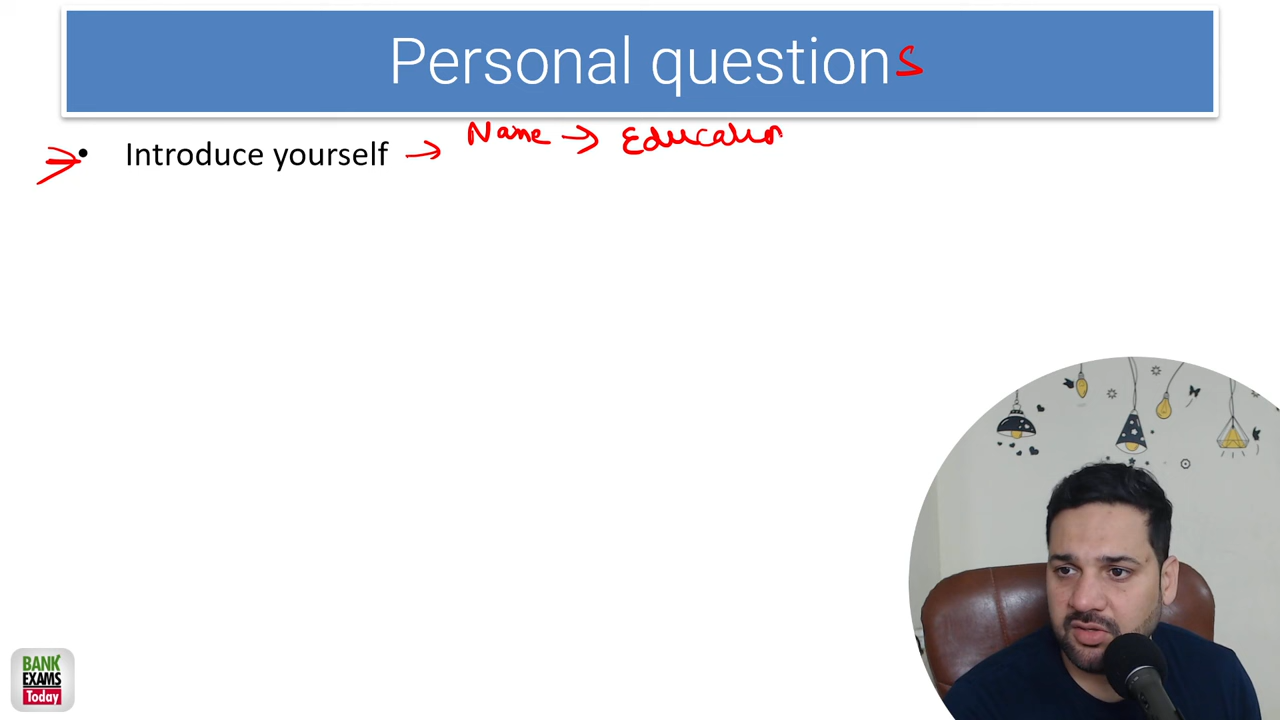 Personal questions
• Introduce yourself → Name → Education
BANK
EXAMS
Today